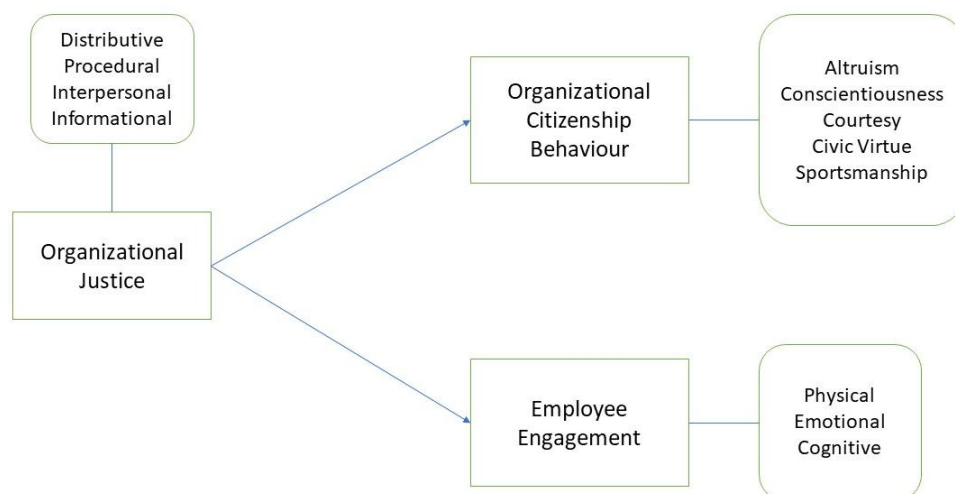 Distributive
Procedural
Interpersonal
Informational
Organizational
Justice
Organizational
Citizenship
Behaviour
Altruism
Conscientiousness
Courtesy
Civic Virtue
Sportsmanship
Employee
Engagement
Physical
Emotional
Cognitive